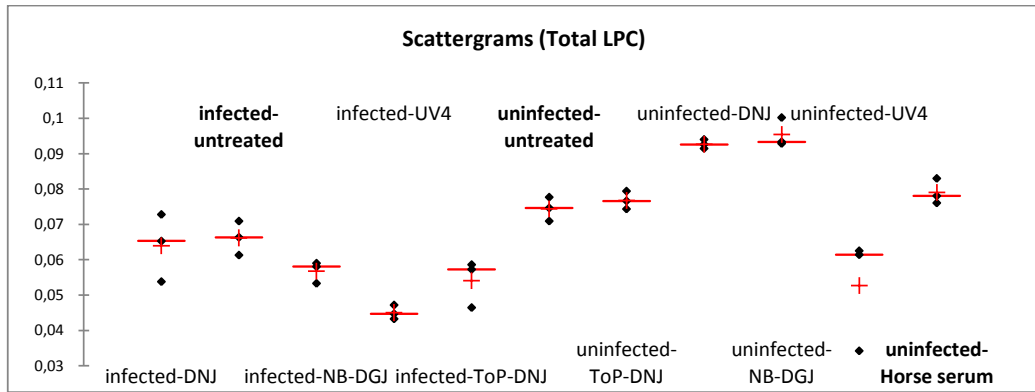 Scattergrams (Total LPC)
0,11
0,1
0,09
0,08
0,07
0,06
0,05
0,04
0,03
infected-
untreated
infected-UV4
uninfected-
untreated
uninfected-DNJ
uninfected-UV4
infected-DNJ
infected-NB-DGJ
infected-ToP-DNJ
uninfected-
ToP-DNJ
uninfected-
NB-DGJ
uninfected-
Horse serum